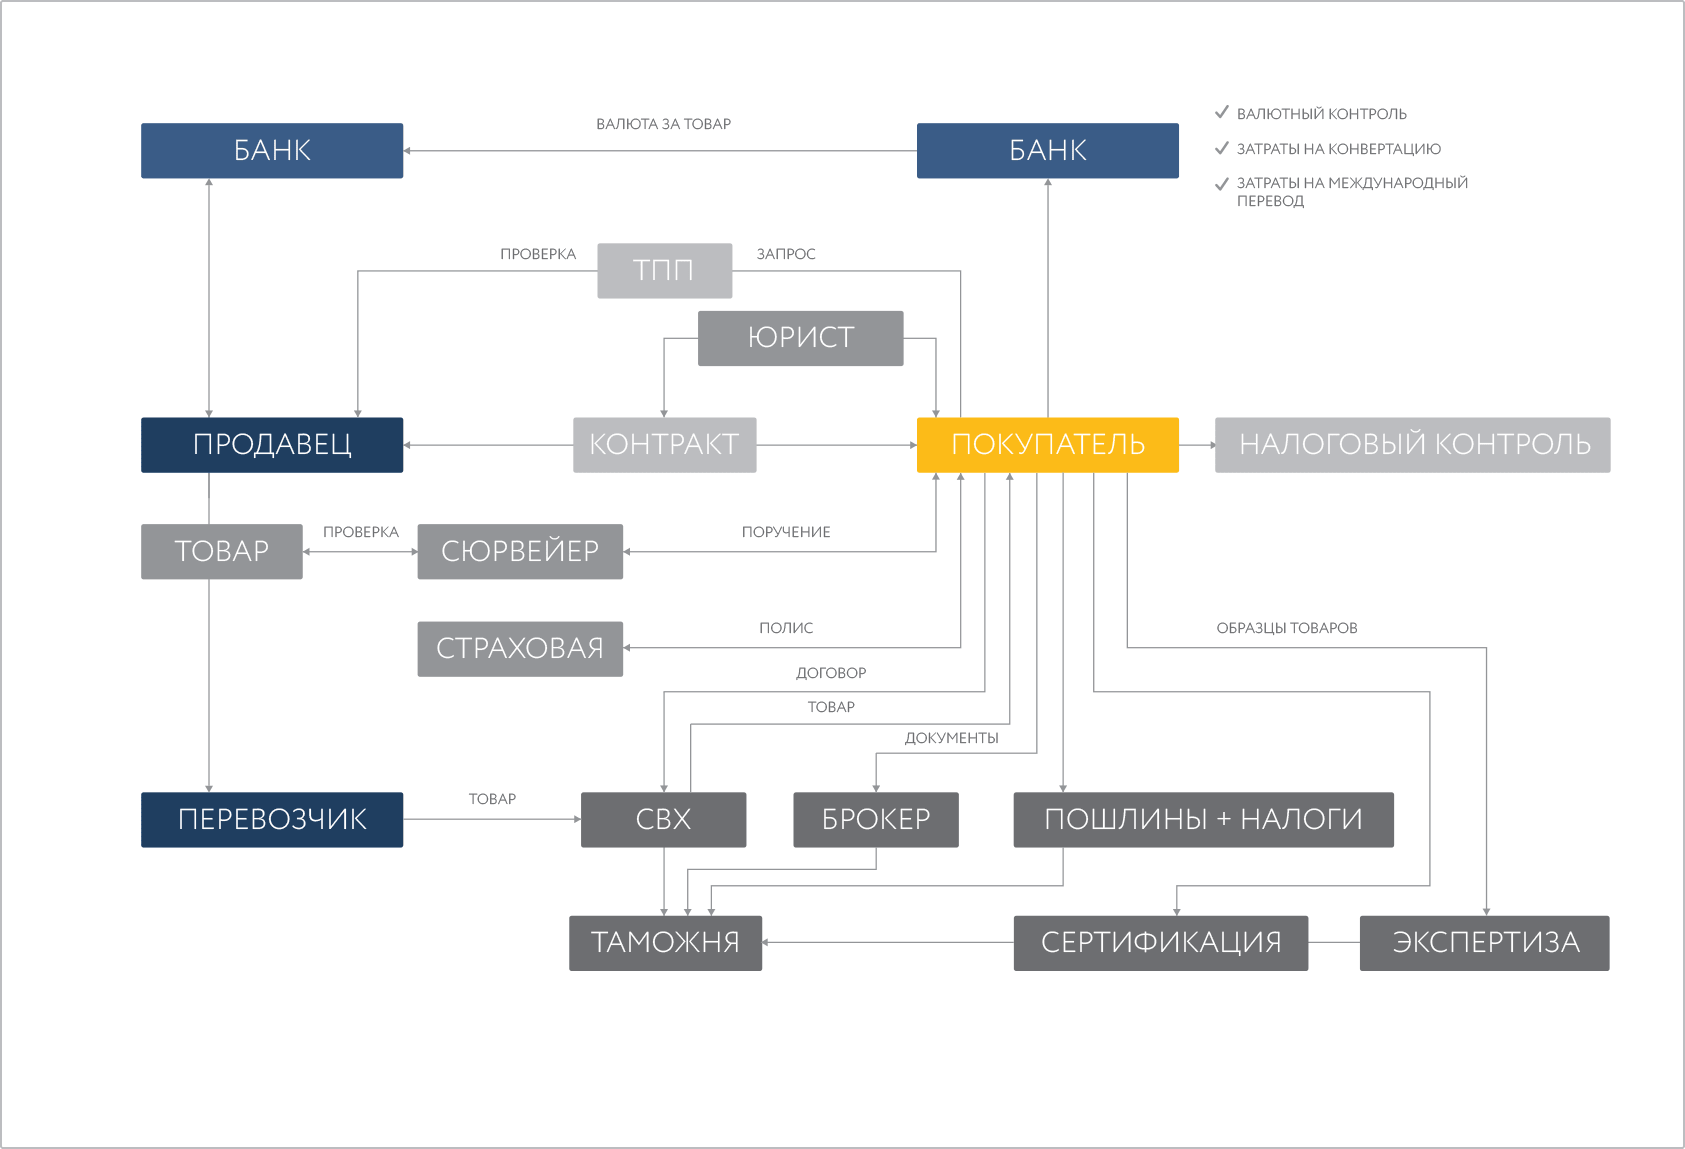 ВАЛЮТА ЗА ТОВАР
БАНК
БАНК
ВАЛЮТНЫЙ КОНТРОЛЬ
ЗАТРАТЫ НА КОНВЕРТАЦИЮ
ЗАТРАТЫ НА МЕЖДУНАРОДНЫЙ
ПЕРЕВОД
ПРОВЕРКА
ТПП
ЗАПРОС
ЮРИСТ
ПРОДАВЕЦ
КОНТРАКТ
ПОКУПАТЕЛЬ
НАЛОГОВЫЙ КОНТРОЛЬ
ТОВАР
ПРОВЕРКА
СЮРВЕЙЕР
ПОРУЧЕНИЕ
СТРАХОВАЯ
ПОЛИС
ОБРАЗЦЫ ТОВАРОВ
ДОГОВОР
ТОВАР
ДОКУМЕНТЫ
ПЕРЕВОЗЧИК
ТОВАР
СВХ
БРОКЕР
ПОШЛИНЫ + НАЛОГИ
ТАМОЖНЯ
СЕРТИФИКАЦИЯ
ЭКСПЕРТИЗА